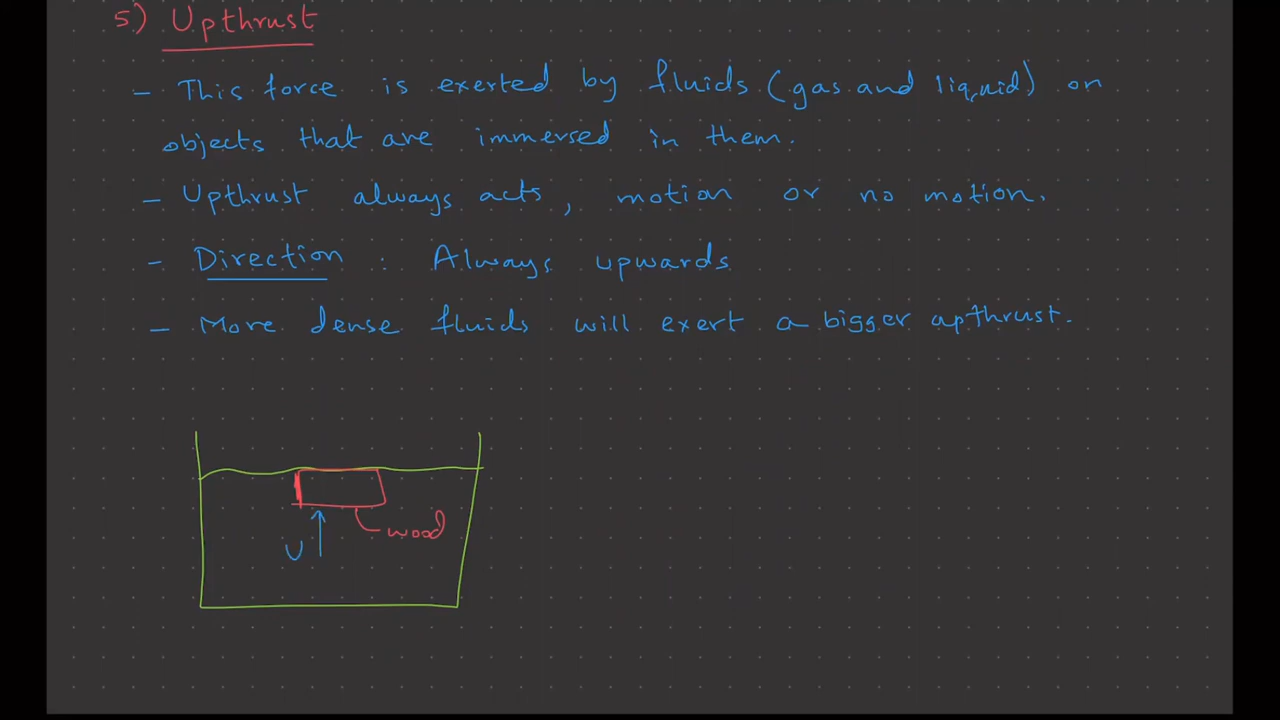 5) Upthrust
- This force is exerted by fluids (gas and liquid) on
objects that are immersed in them.
- Upthrust always acts, motion or no motion.
- Direction : Always upwards
- More dense fluids will exert a bigger upthrust.
wood
U